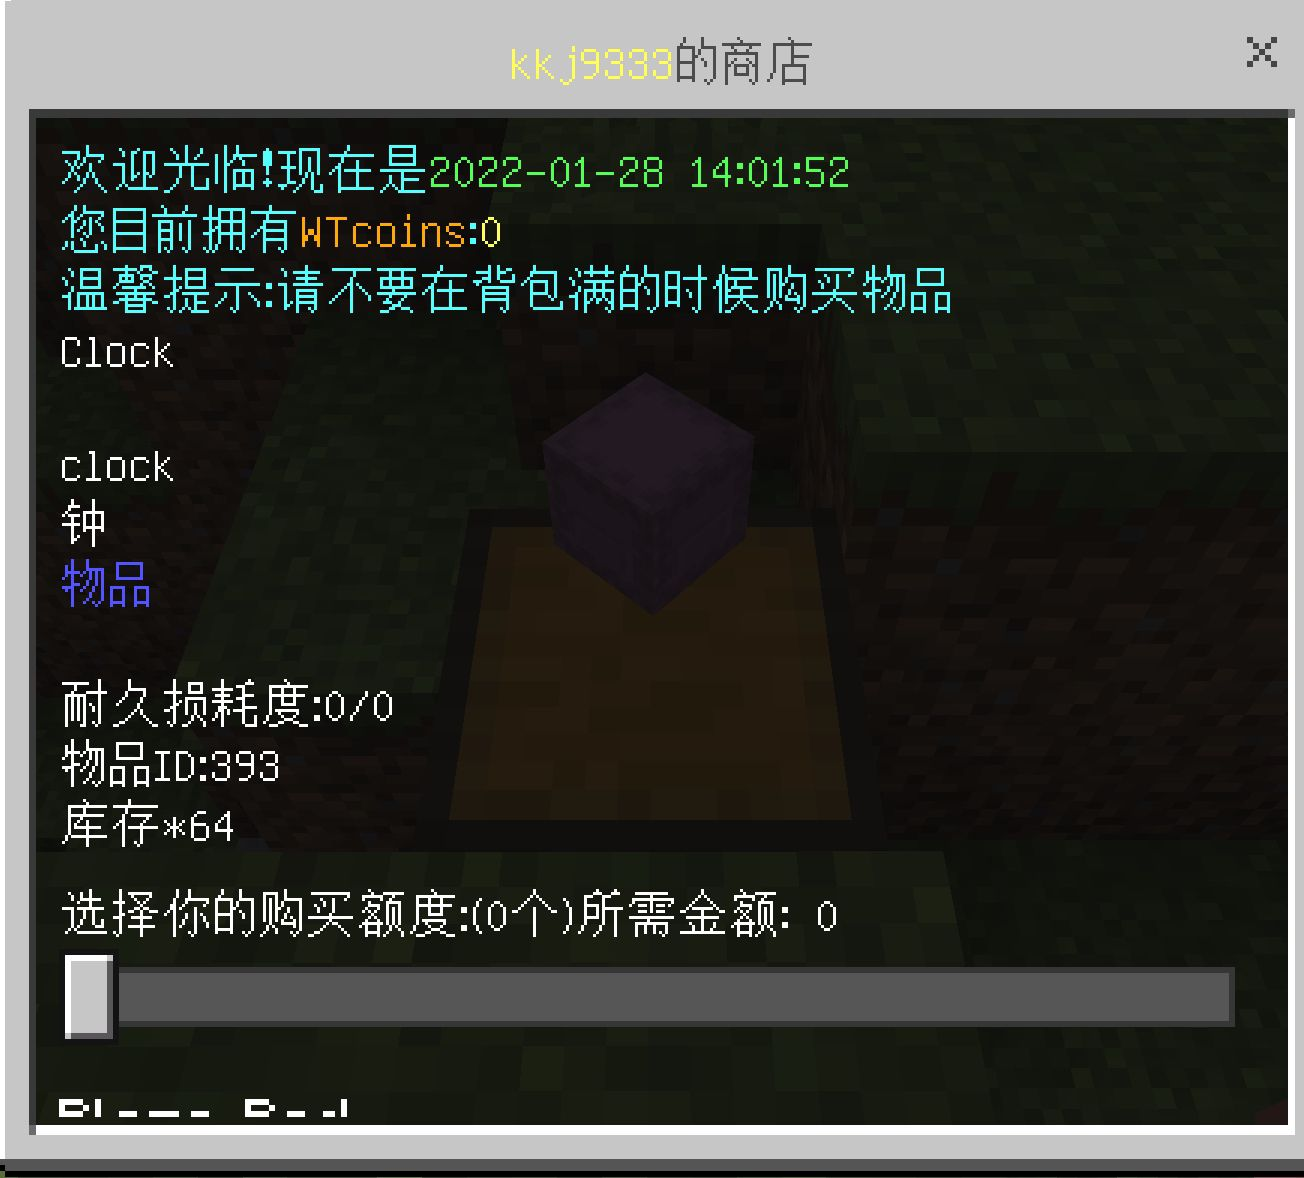 kkj9333的商店
欢迎光临!现在是2022-01-28 14:01:52
您目前拥有WTcoins:0
温馨提示:请不要在背包满的时候购买物品
Clock
clock
钟
物品
耐久损耗度:0/0
物品ID:393
库存*64
选择你的购买额度:(0个)所需金额: 0